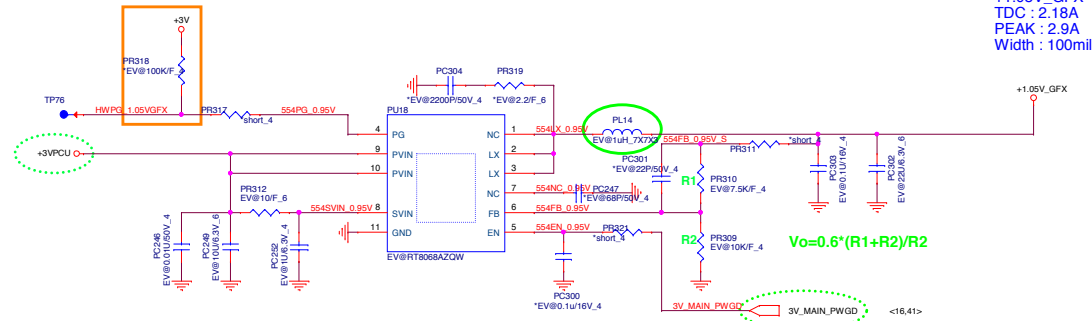 +1.05V_GFX
TDC : 2.18A
PEAK : 2.9A
Width : 100mil
+3V
PR318
*EV@100K/F_4
TP76
HWPG_1.05VGFX
PR317
*short_4
554PG_0.95V
PC304
*EV@2200P/50V_4
PR319
*EV@2.2/F_6
PU18
4
PG
9
PVIN
10
PVIN
8
SVIN
11
GND
NC
1
LX
2
LX
3
NC
7
FB
6
EN
5
EV@RT8068AZQW
+3VPCU
554LX_0.95V
PL14
EV@1uH_7X7X3
554FB_0.95V_S
PR311
*short_4
+1.05V_GFX
PC301
*EV@22P/50V_4
PC303
EV@0.1U/16V_4
PC302
EV@22U/6.3V_6
R1
PR310
EV@7.5K/F_4
554NC_0.95V
PC247
*EV@68P/50V_4
554FB_0.95V
PR312
EV@10/F_6
554SVIN_0.95V
PC246
EV@0.01U/50V_4
PC249
EV@10U/6.3V_6
PC252
EV@1U/6.3V_4
554EN_0.95V
PR321
*short_4
R2
PR309
EV@10K/F_4
Vo=0.6*(R1+R2)/R2
PC300
*EV@0.1u/16V_4
3V_MAIN_PWGD
3V_MAIN_PWGD
<16,41>